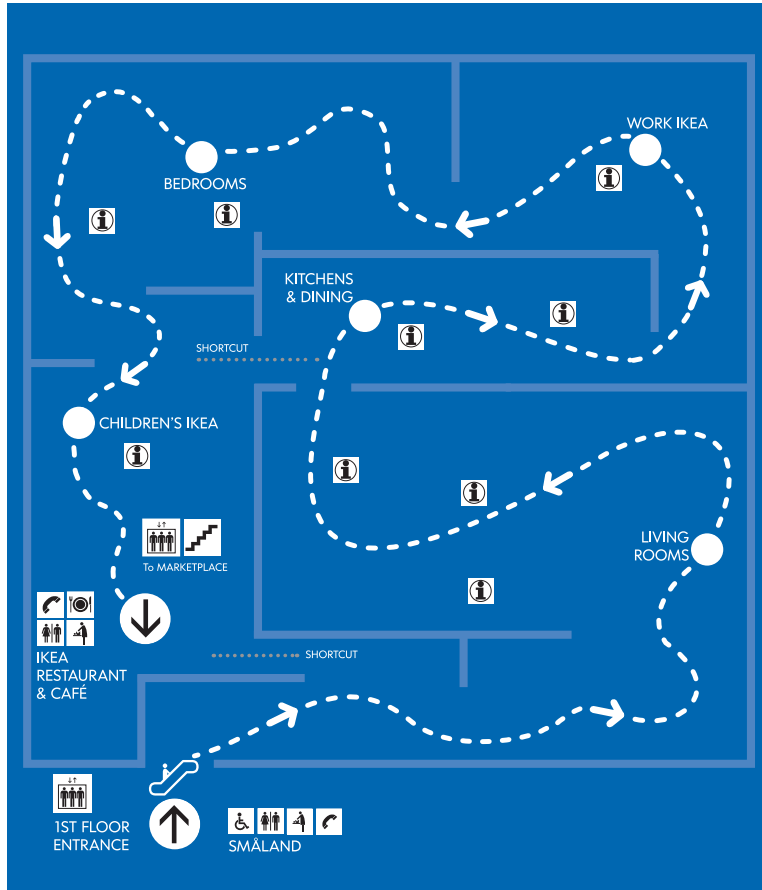 WORK IKEA
BEDROOMS
KITCHENS
& DINING
SHORTCUT
CHILDREN'S IKEA
LIVING
ROOMS
To MARKETPLACE
IKEA
RESTAURANT
& CAFÉ
SHORTCUT
1ST FLOOR
ENTRANCE
SMÅLAND